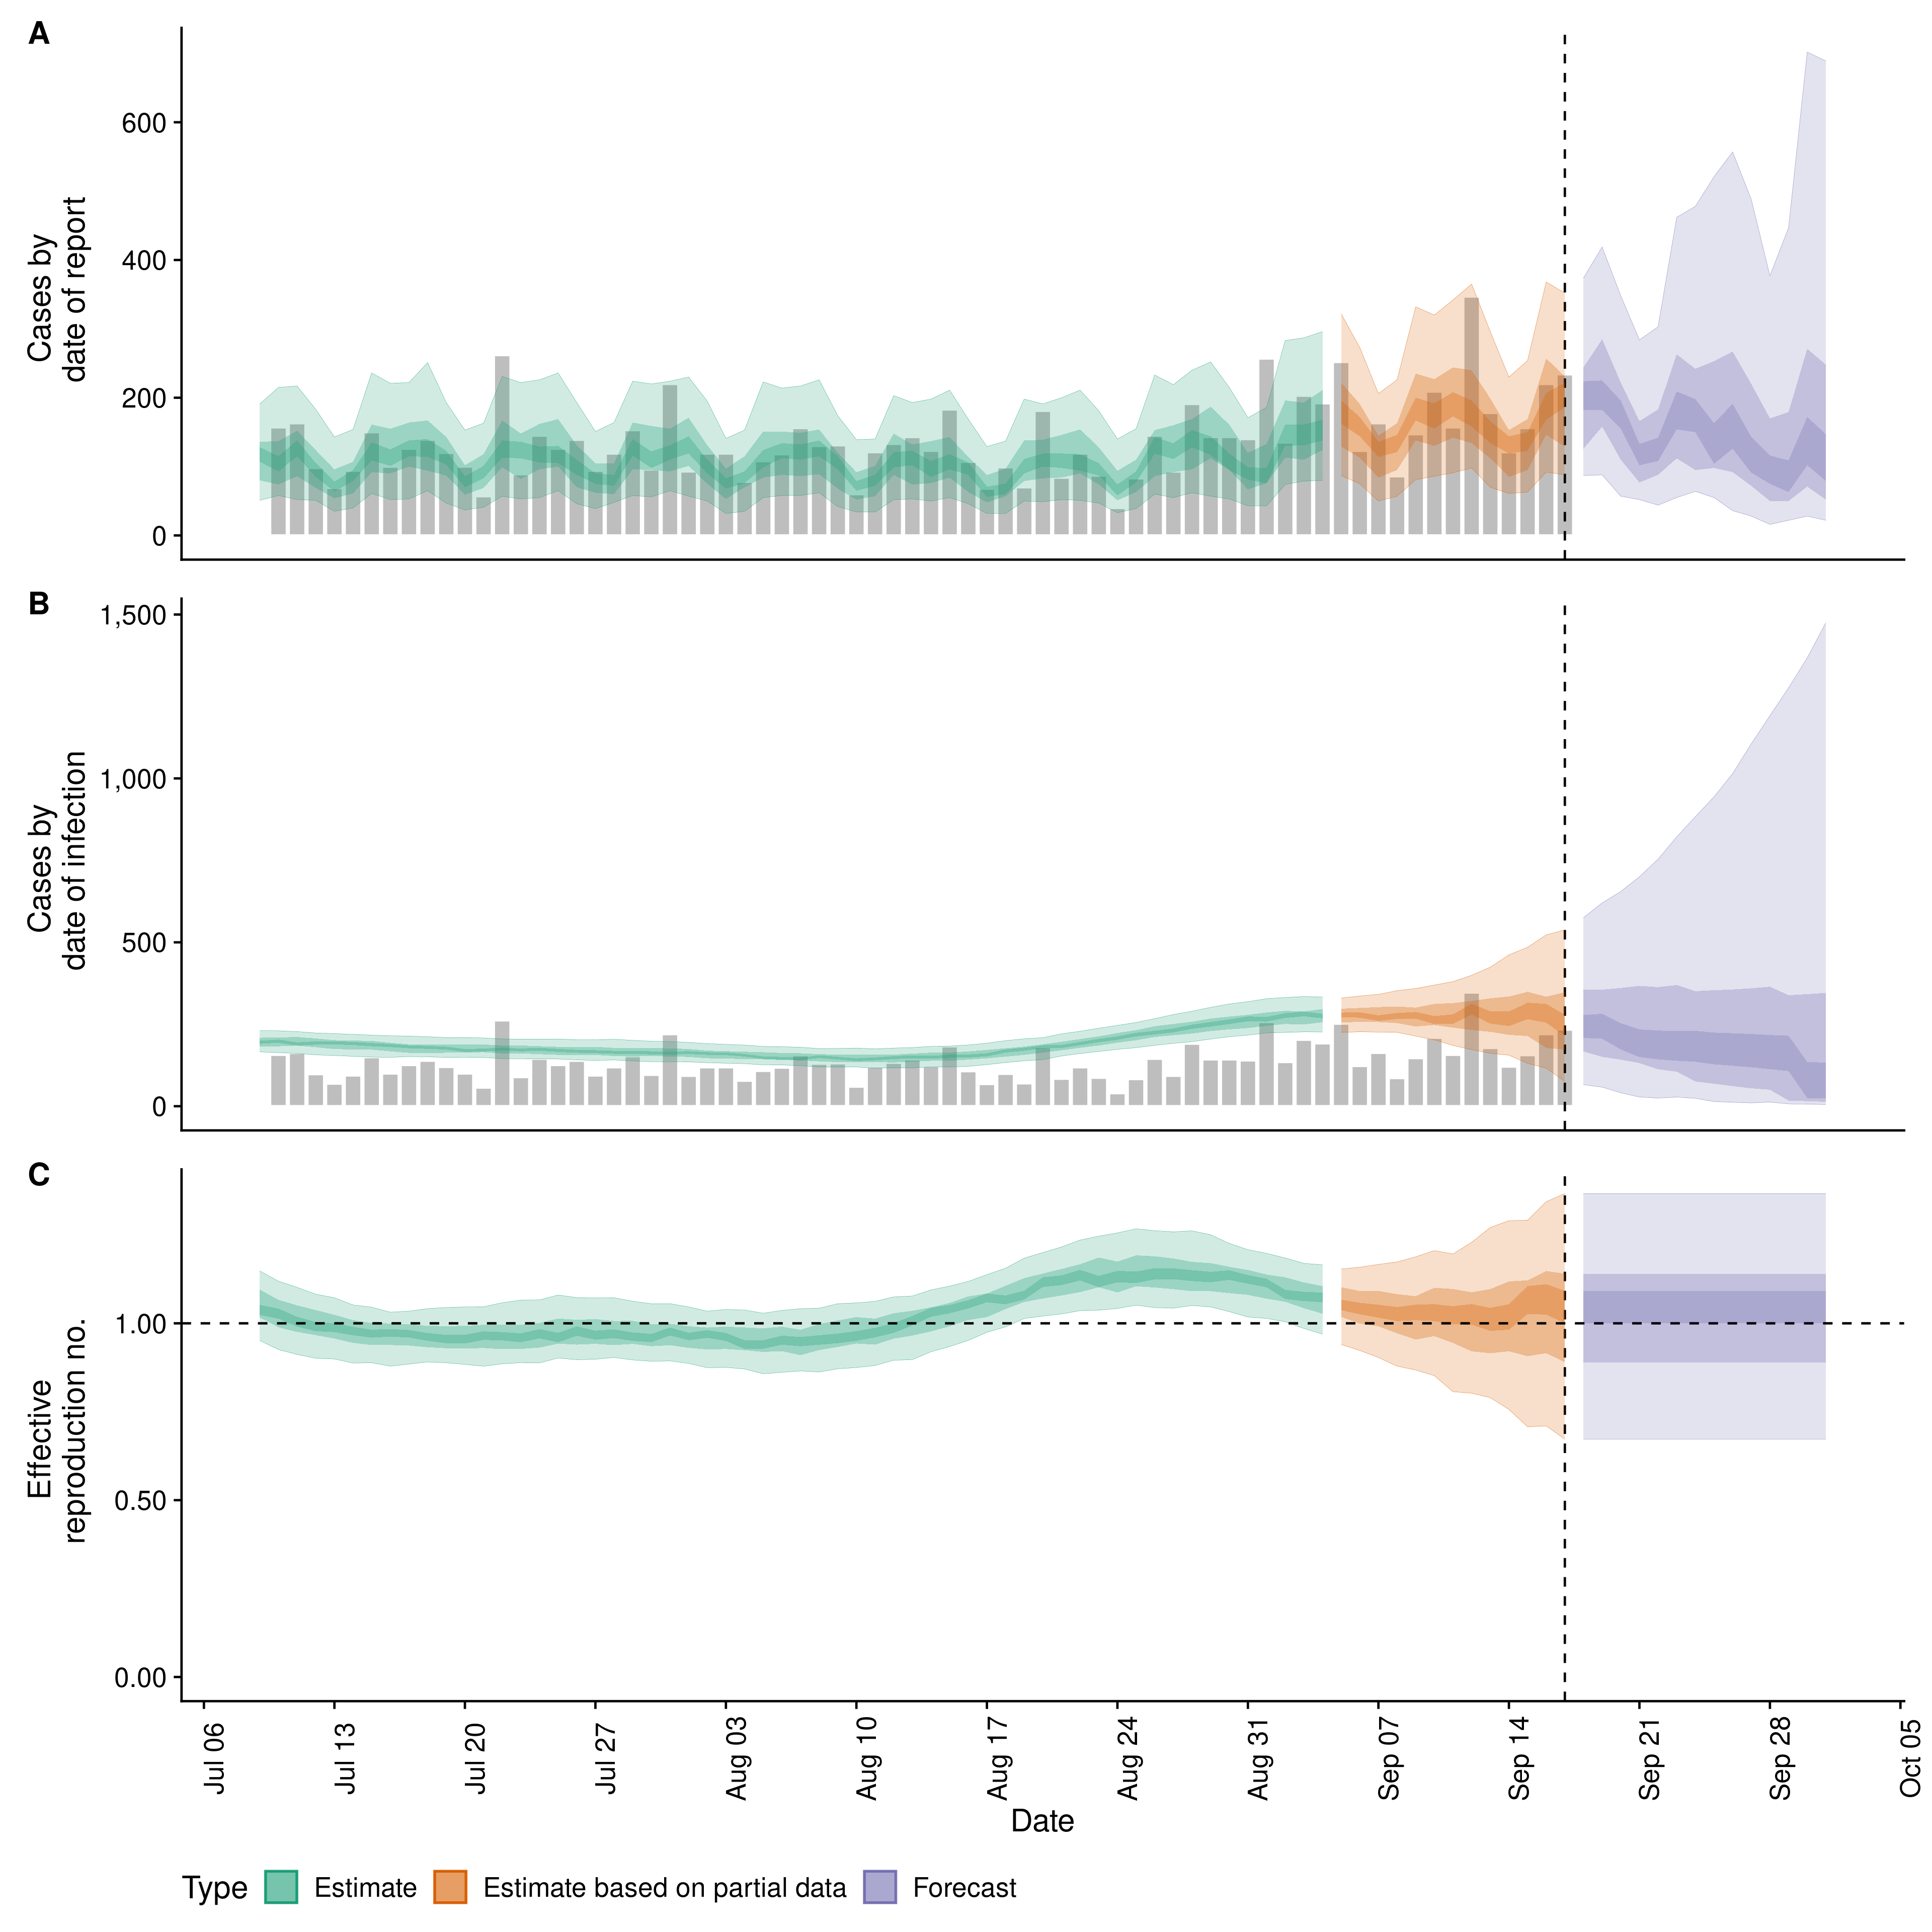 A
Cases by
date of report
600
400
200
0
B
Cases by
date of infection
1,500
1,000
500
0
C
Effective
reproduction no.
1.00
0.50
0.00
Jul 06
Jul 13
Jul 20
Jul 27
Aug 03
Aug 10
Aug 17
Aug 24
Aug 31
Sep 07
Sep 14
Sep 21
Sep 28
Oct 05
Date
Type Estimate Estimate based on partial data Forecast